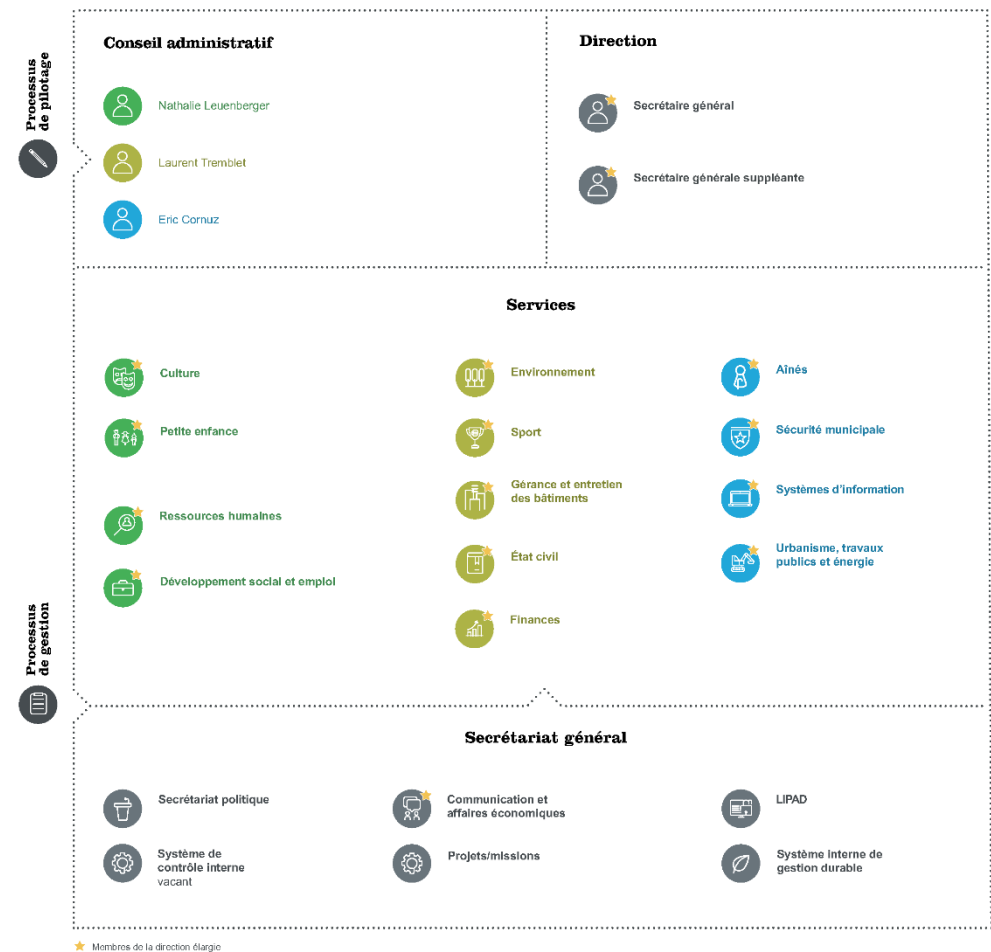 Processus
de pilotage
Conseil administratif
Nathalie Leuenberger
Laurent Tremblet
Eric Cornuz
Direction
Secrétaire général
Secrétaire générale suppléante
Processus
de gestion
Services
Culture
Petite enfance
Ressources humaines
Développement social et emploi
Environnement
Sport
Gérance et entretien
des bâtiments
État civil
Finances
Aînés
Sécurité municipale
Systèmes d'information
Urbanisme, travaux
publics et énergie
Secrétariat général
Secrétariat politique
Système de
contrôle interne
vacant
Communication et
affaires économiques
Projets/missions
LIPAD
Système interne de
gestion durable
Membres de la direction élargie